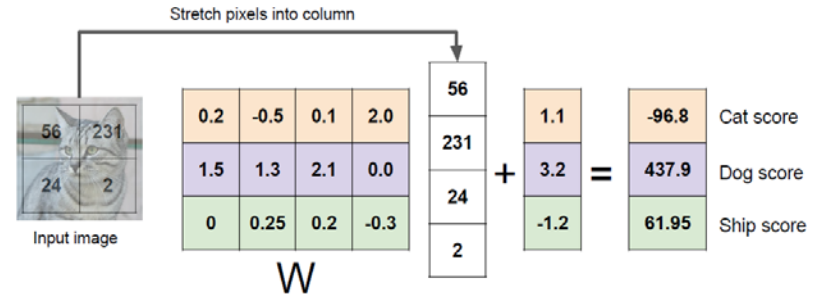 Stretch pixels into column
56 231
24 2
Input image
0.2 -0.5 0.1 2.0
1.5 1.3 2.1 0.0
0 0.25 0.2 -0.3
W
56
231
24
2
+
1.1
3.2
-1.2
=
-96.8 Cat score
437.9 Dog score
61.95 Ship score